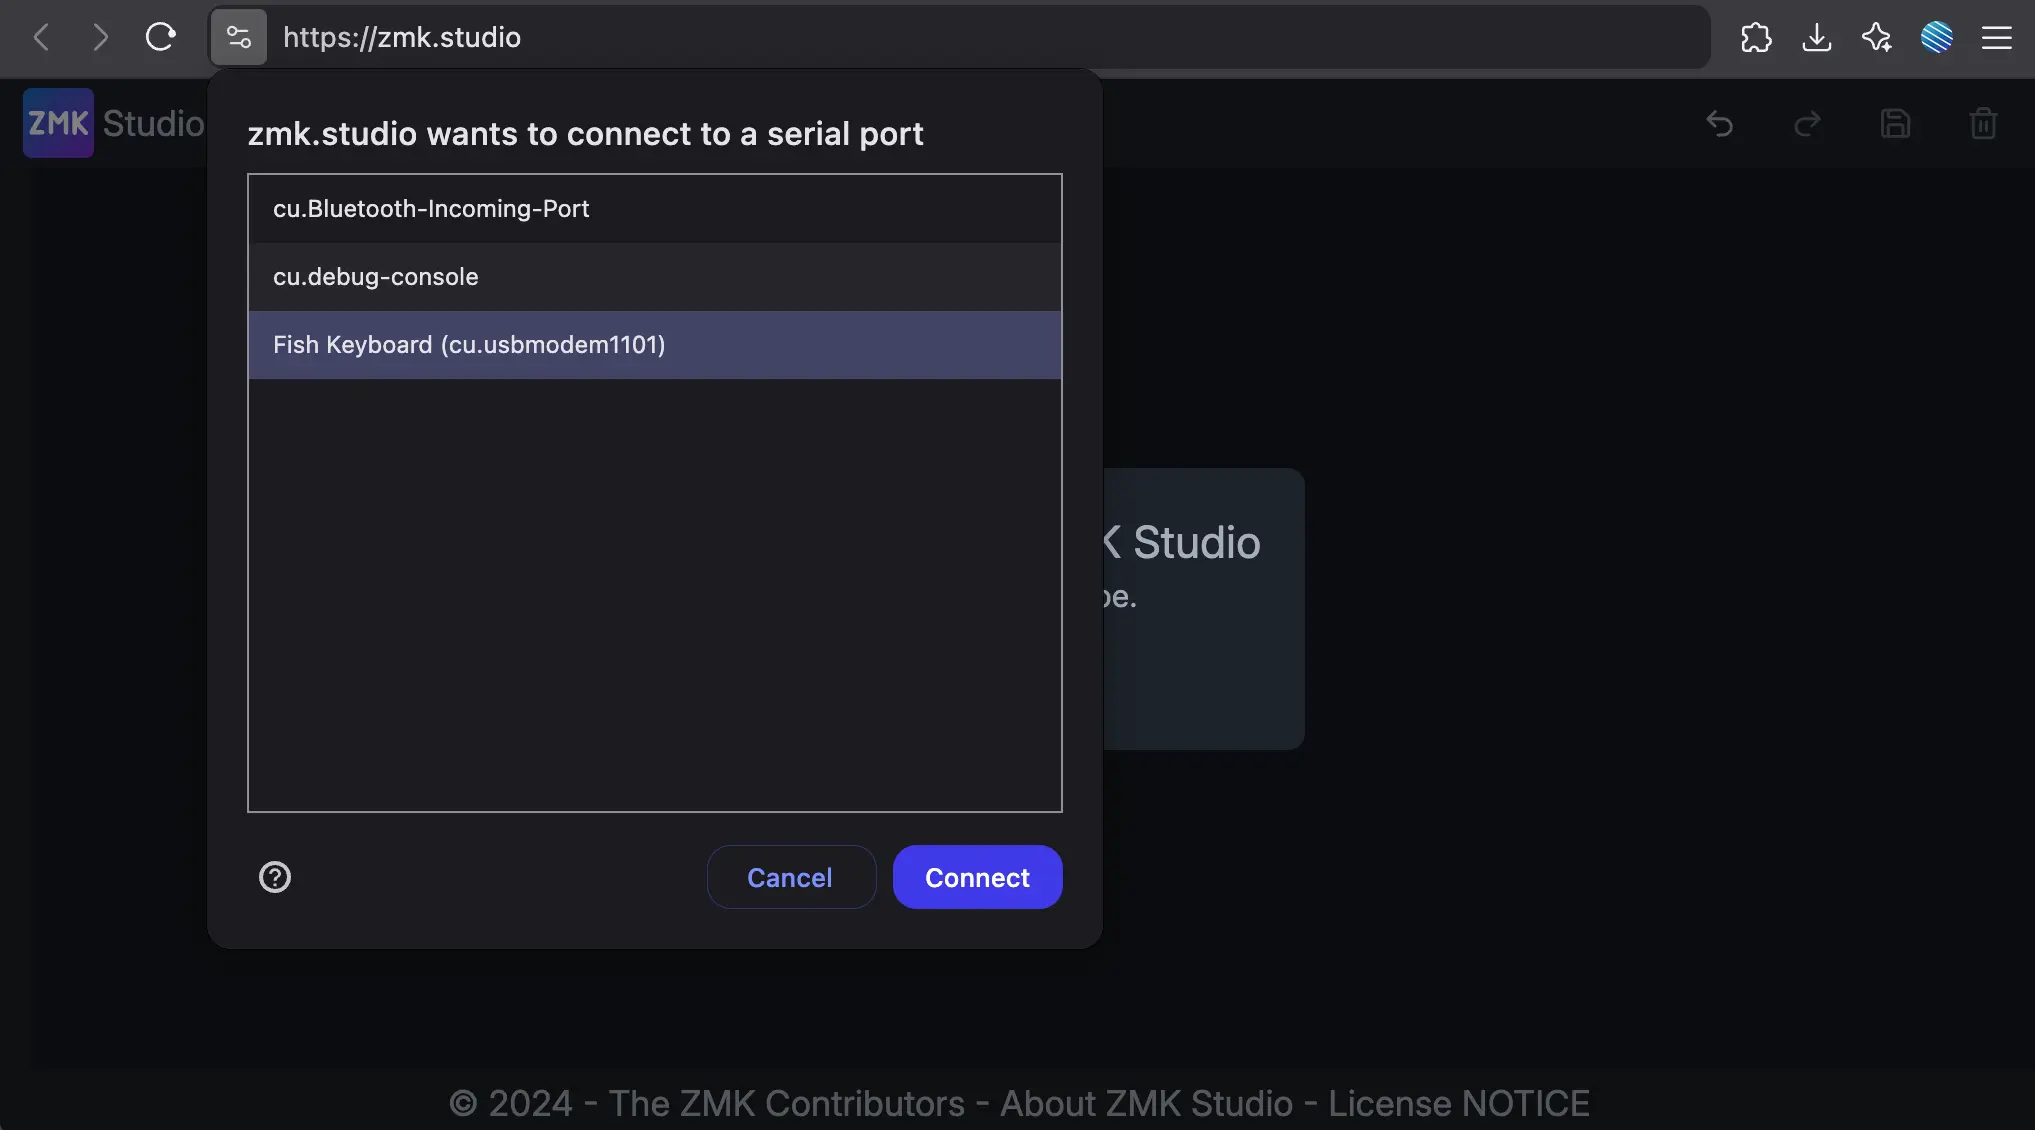 https://zmk.studio
ZMK Studio
zmk.studio wants to connect to a serial port
cu.Bluetooth-Incoming-Port
cu.debug-console
Fish Keyboard (cu.usbmodem1101)
K Studio
pe.
Cancel
Connect
© 2024 - The ZMK Contributors - About ZMK Studio - License NOTICE